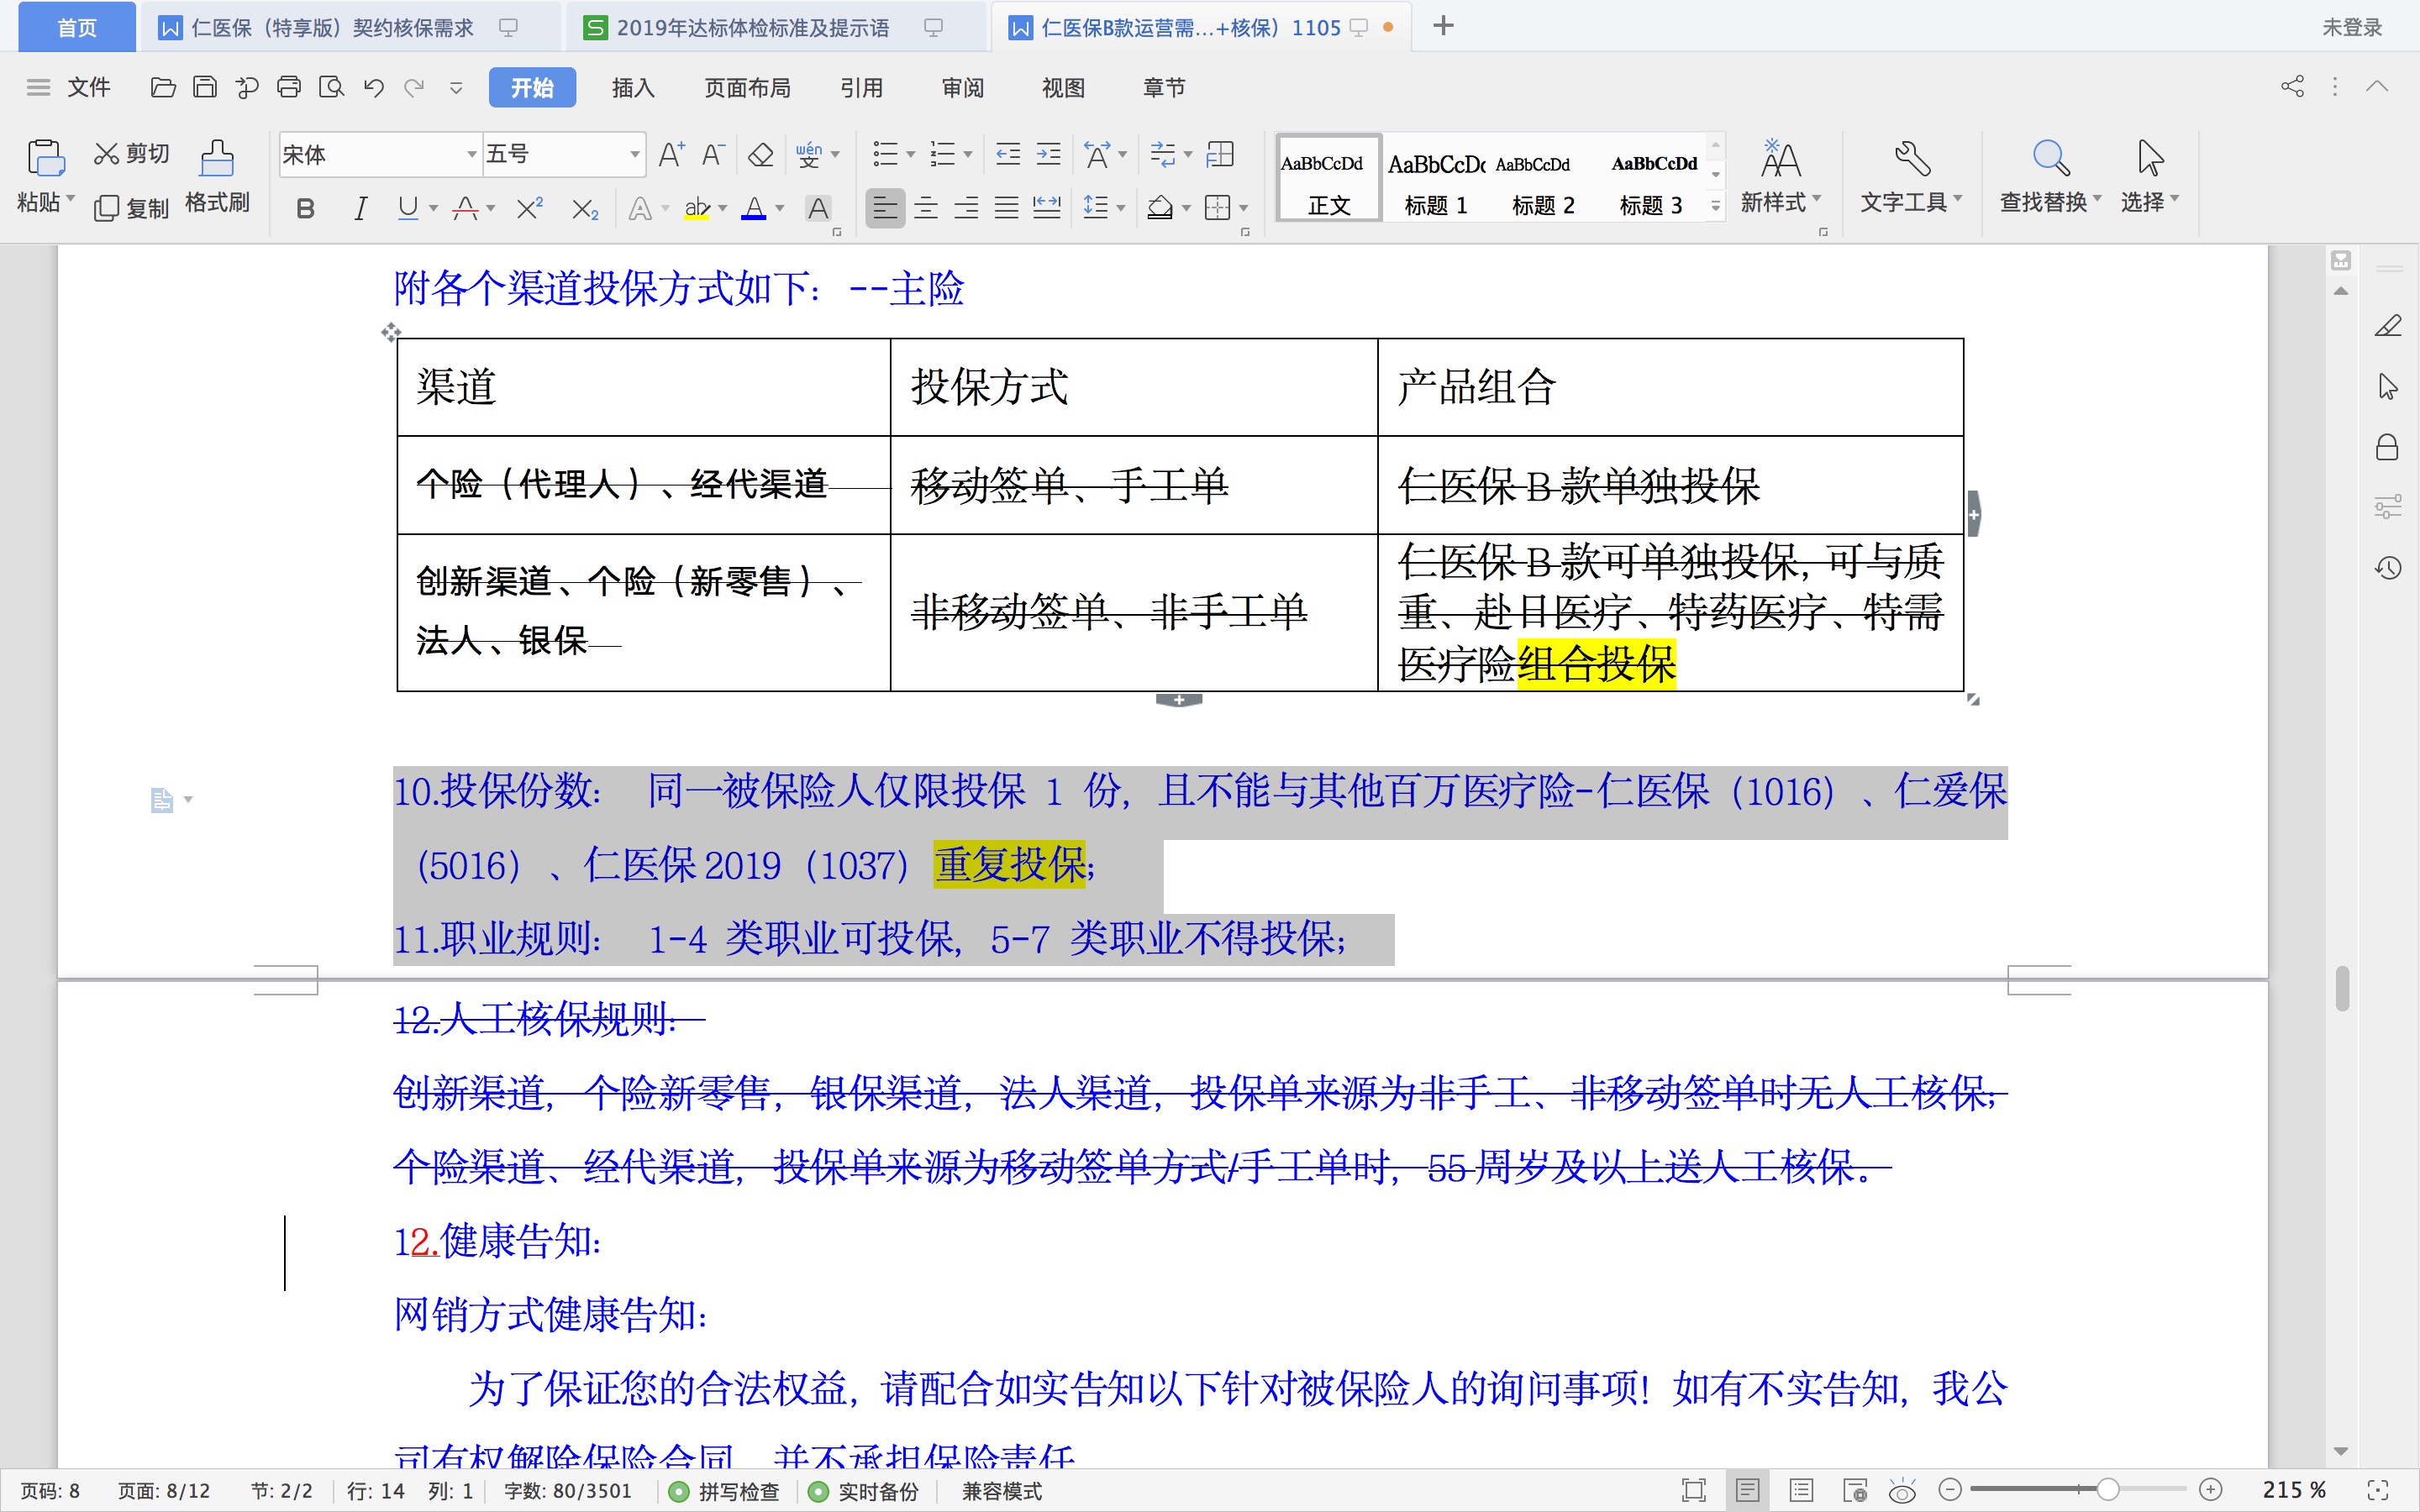 首页 仁医保（特享版）契约核保需求 2019年达标体检标准及提示语 仁医保B款运营需...+核保）1105 未登录
文件 开始 插入 页面布局 引用 审阅 视图 章节
粘贴 剪切 复制 格式刷 宋体 五号 A+ A- wén 文
B I U A X2 X2 A ab A A
AaBbCcDd AaBbCcDc AaBbCcDd AaBbCcDd
正文 标题 1 标题 2 标题 3 新样式 文字工具 查找替换 选择
附各个渠道投保方式如下：--主险
渠道 投保方式 产品组合
个险（代理人）、经代渠道 移动签单、手工单 仁医保 B 款单独投保
创新渠道、个险（新零售）、
法人、银保
非移动签单、非手工单
仁医保 B 款可单独投保，可与质
重、赴日医疗、特药医疗、特需
医疗险组合投保
10.投保份数： 同一被保险人仅限投保 1 份，且不能与其他百万医疗险-仁医保（1016）、仁爱保
（5016）、仁医保 2019（1037）重复投保；
11.职业规则： 1-4 类职业可投保，5-7 类职业不得投保；
12.人工核保规则：
创新渠道，个险新零售，银保渠道，法人渠道，投保单来源为非手工、非移动签单时无人工核保；
个险渠道、经代渠道，投保单来源为移动签单方式/手工单时，55 周岁及以上送人工核保。
12.健康告知：
网销方式健康告知：
为了保证您的合法权益，请配合如实告知以下针对被保险人的询问事项！如有不实告知，我公
司有权解除保险合同，并不承担保险责任
页码: 8 页面: 8/12 节: 2/2 行: 14 列: 1 字数: 80/3501 拼写检查 实时备份 兼容模式 215 %